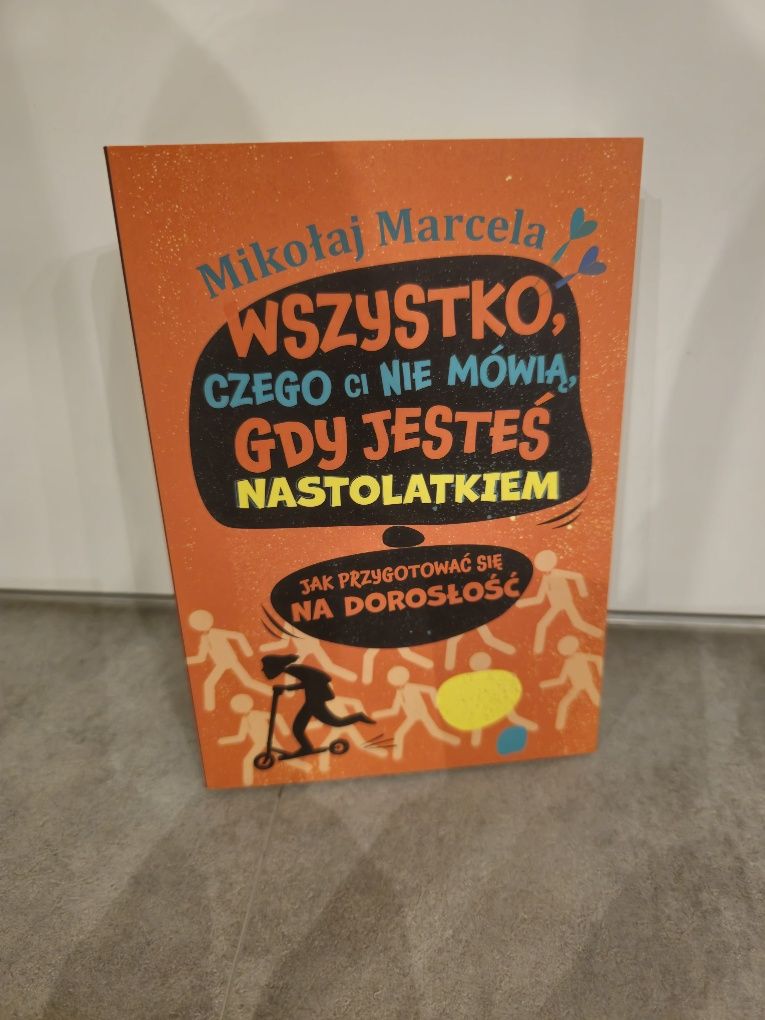 Mikołaj Marcela
WSZYSTKO,
CZEGO CI NIE MÓWIĄ,
GDY JESTEŚ
NASTOLATKIEM
JAK PRZYGOTOWAĆ SIĘ
NA DOROSŁOŚĆ